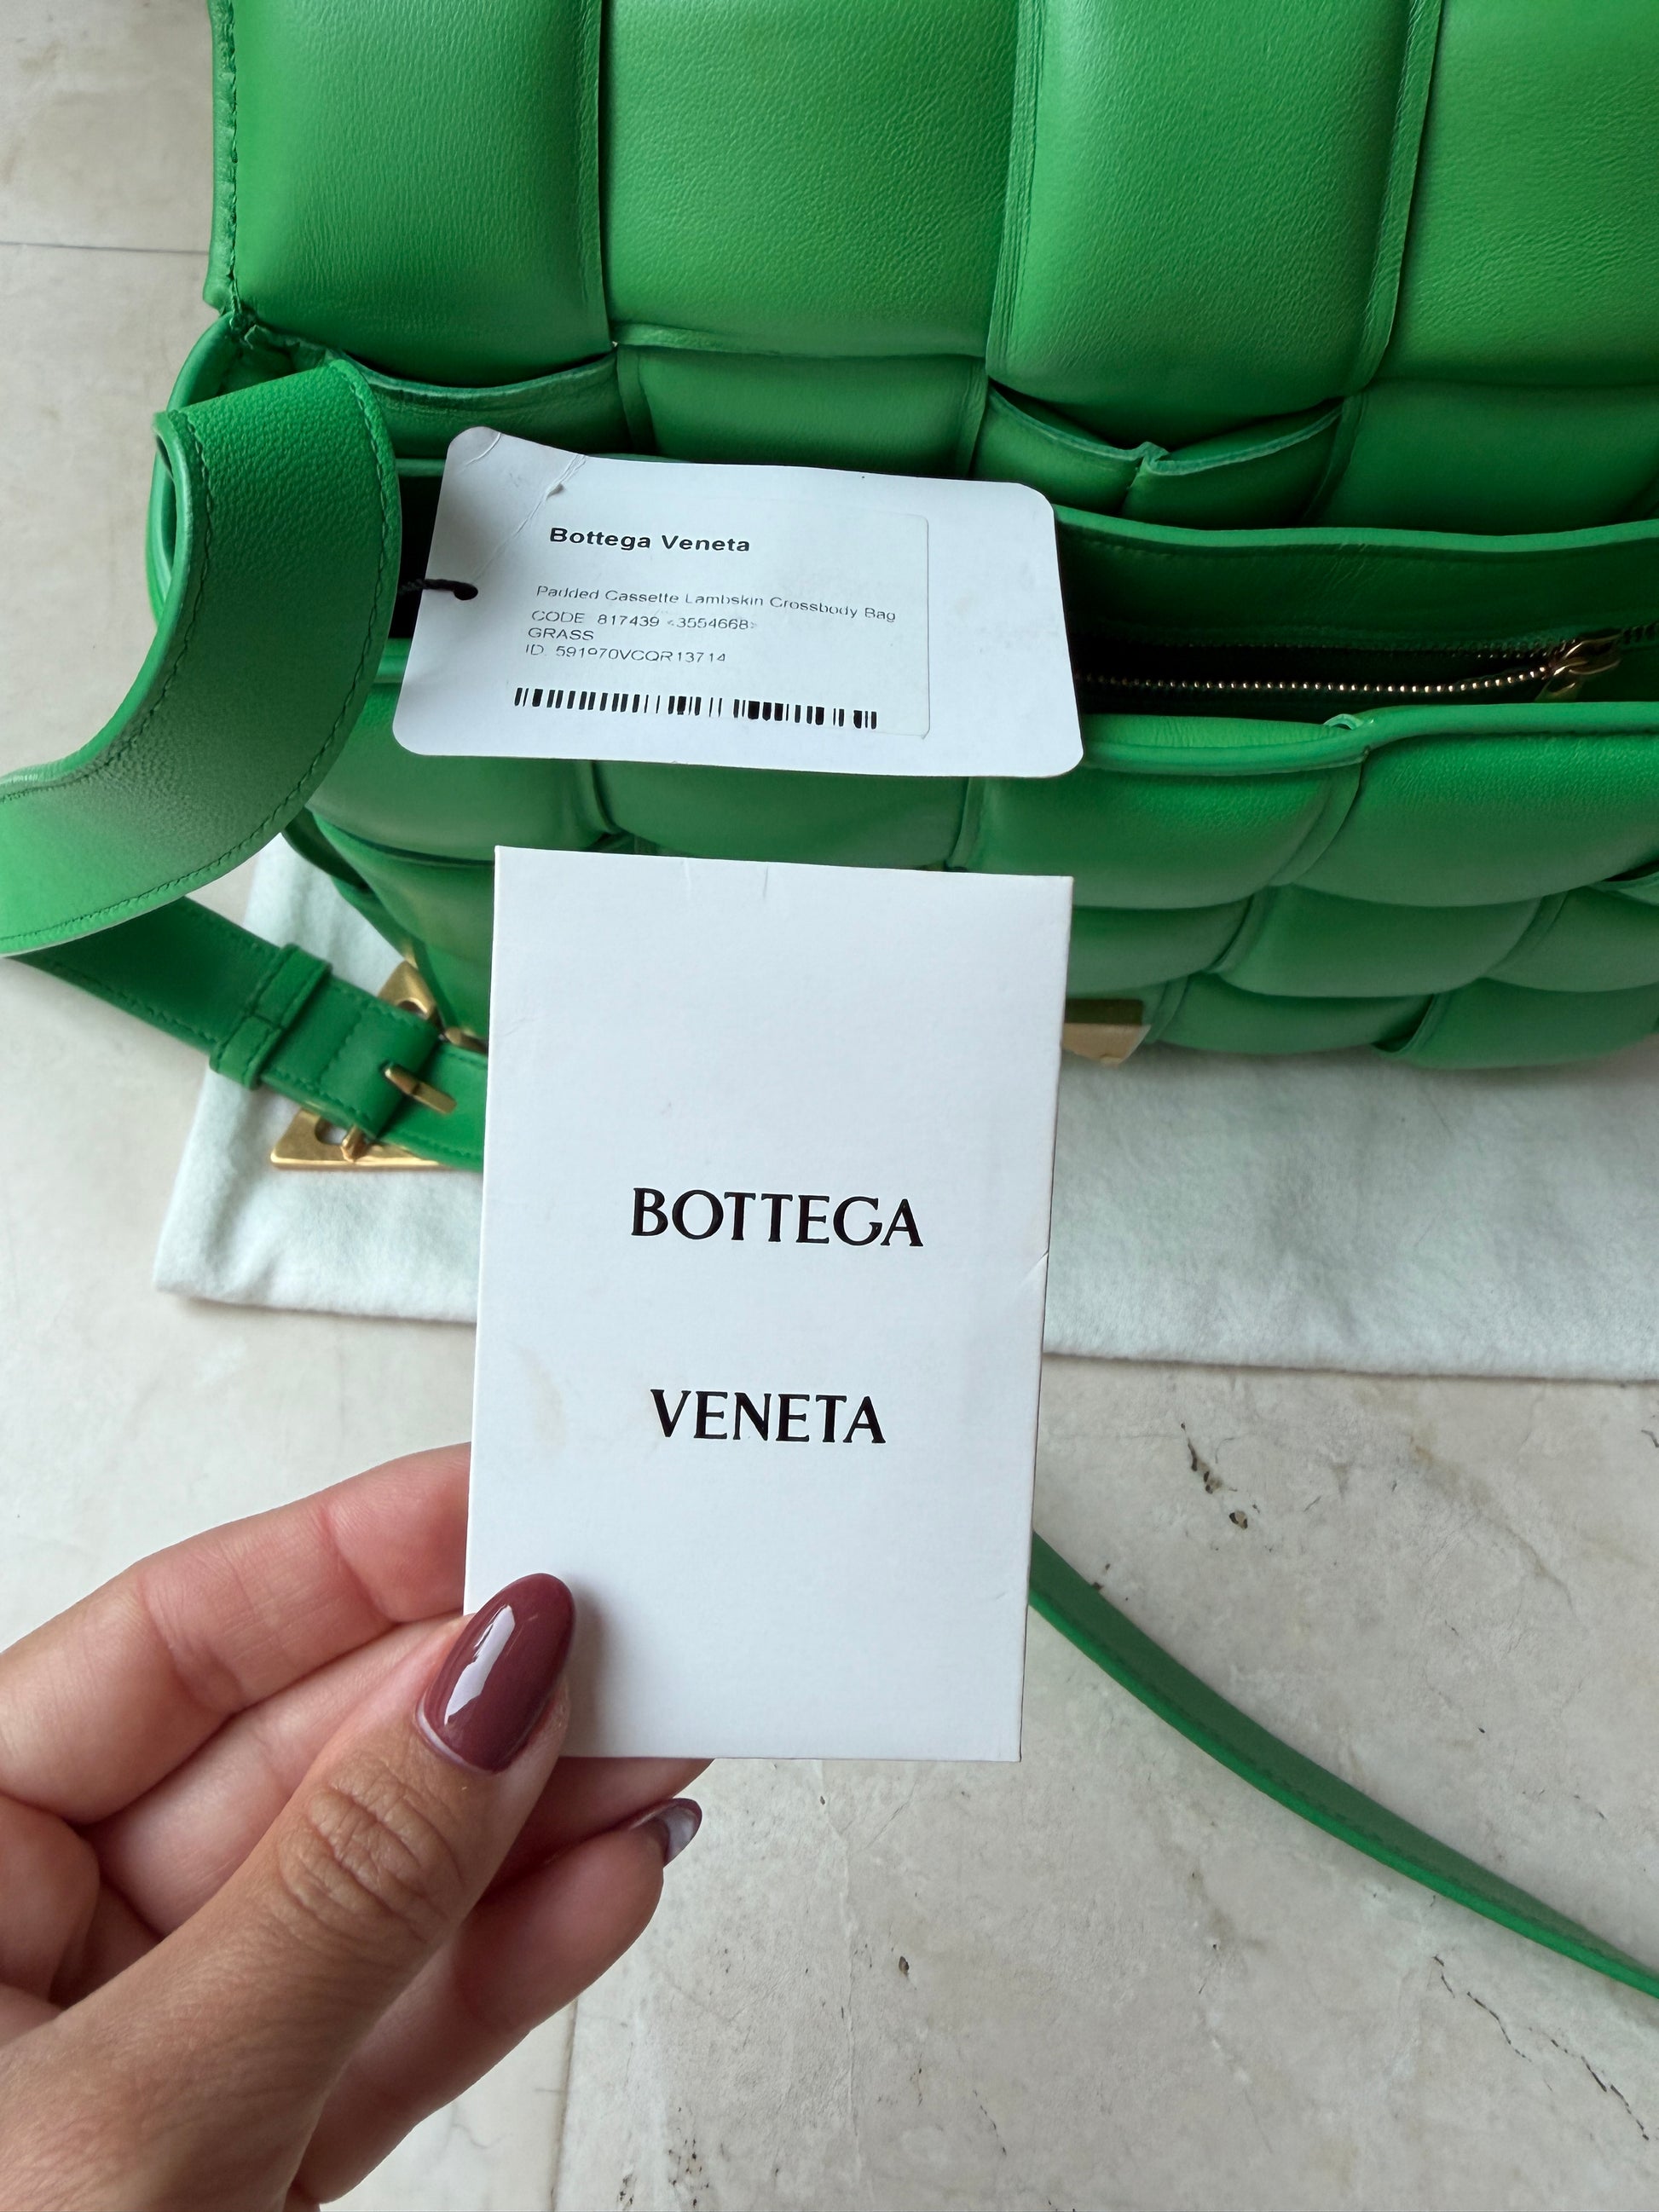 Bottega Veneta
Padded Cassette Lambskin Crossbody Bag
CODE 817439 <3554668>
GRASS
ID 591970VCQR13714
BOTTEGA
VENETA